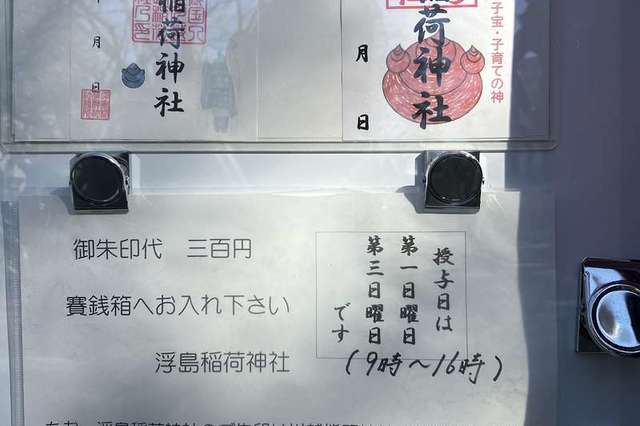 稲荷神社
月
日
荷神社
月
日
子宝・子育ての神
御朱印代　三百円
賽銭箱へお入れ下さい
浮島稲荷神社
授与日は
第一日曜日
第三日曜日
です
(9時〜16時)